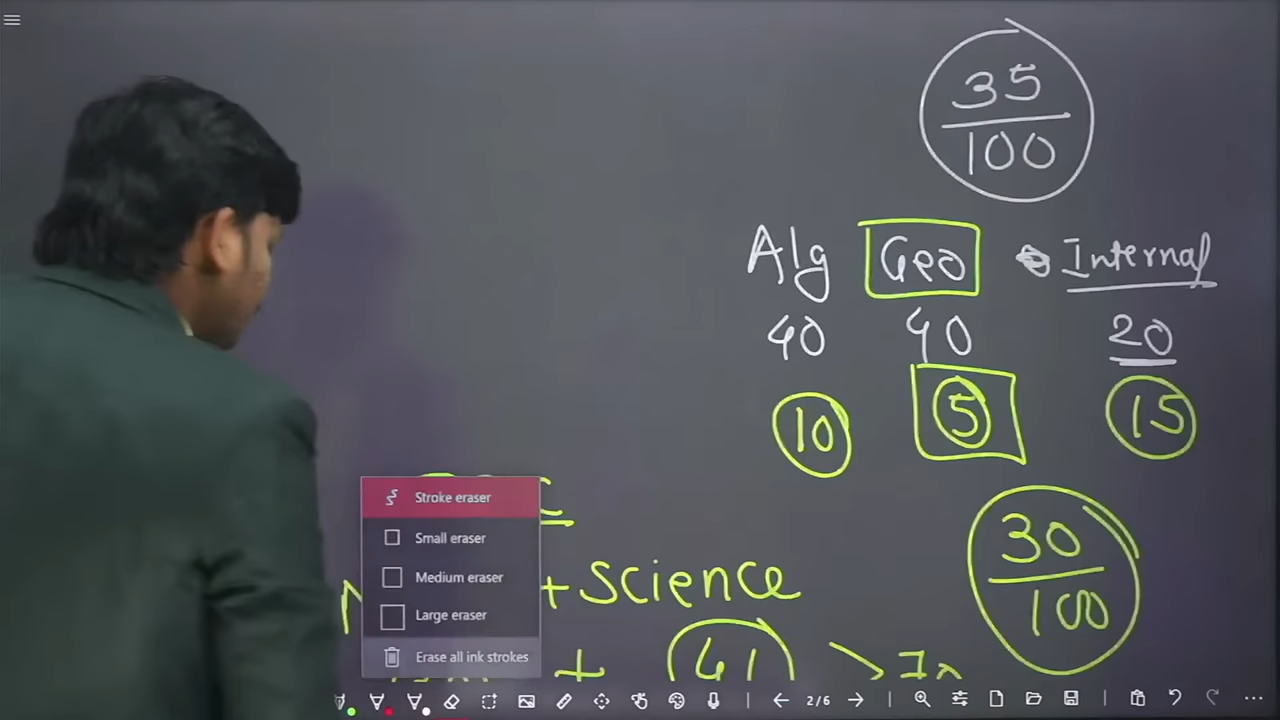 35
100
Alg Geo Internal
40 40 20
10 5 15
30
100
+ Science
+ 41
Stroke eraser
Small eraser
Medium eraser
Large eraser
Erase all ink strokes
2/6